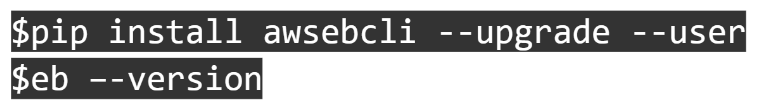 $pip install awsebcli --upgrade --user
$eb –-version